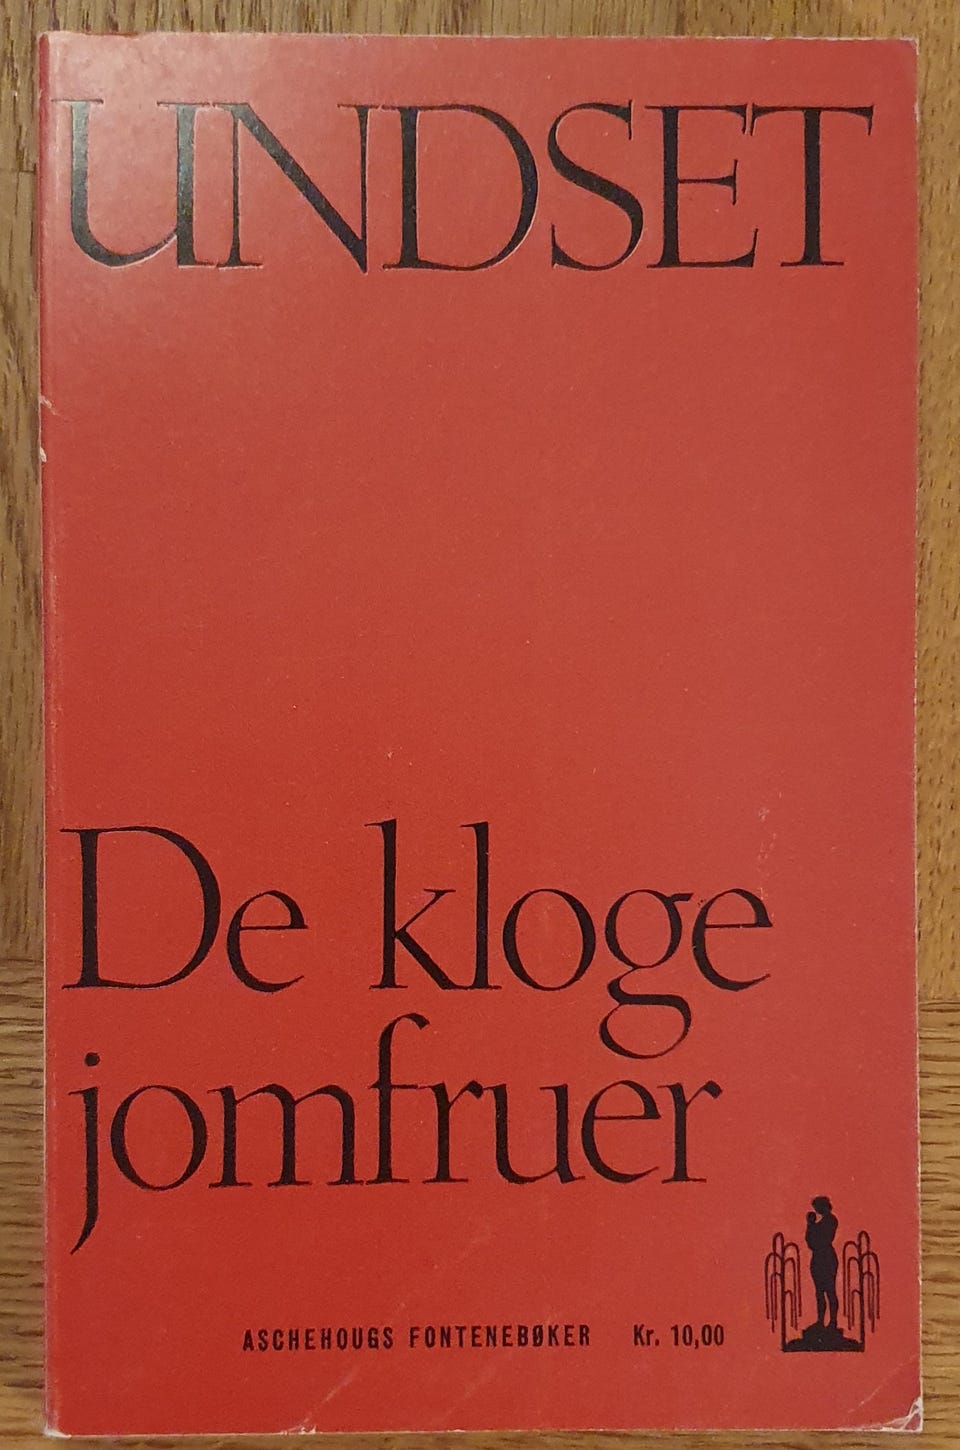 UNDSET
De kloge
jomfruer
ASCHEHOUGS FONTENEBØKER Kr. 10,00